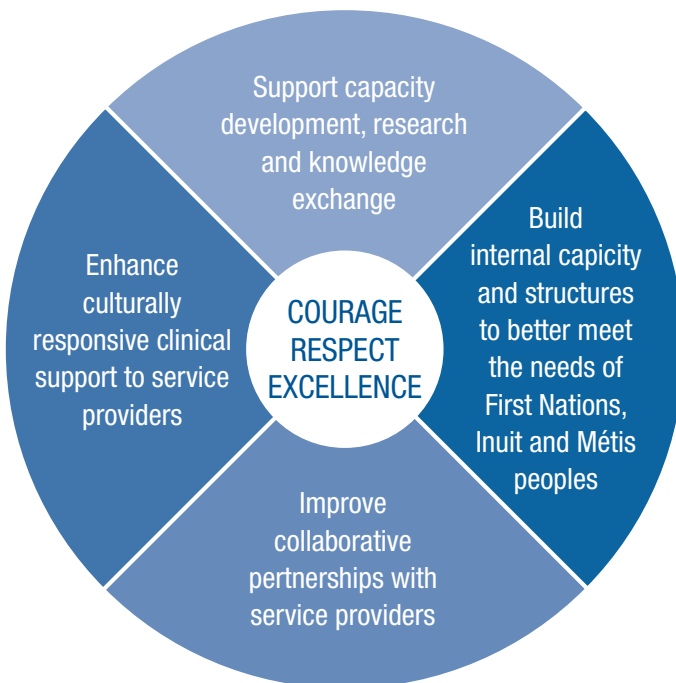 Support capacity
development, research
and knowledge
exchange
Build
internal capicity
and structures
to better meet
the needs of
First Nations,
Inuit and Métis
peoples
Improve
collaborative
pertnerships with
service providers
Enhance
culturally
responsive clinical
support to service
providers
COURAGE
RESPECT
EXCELLENCE